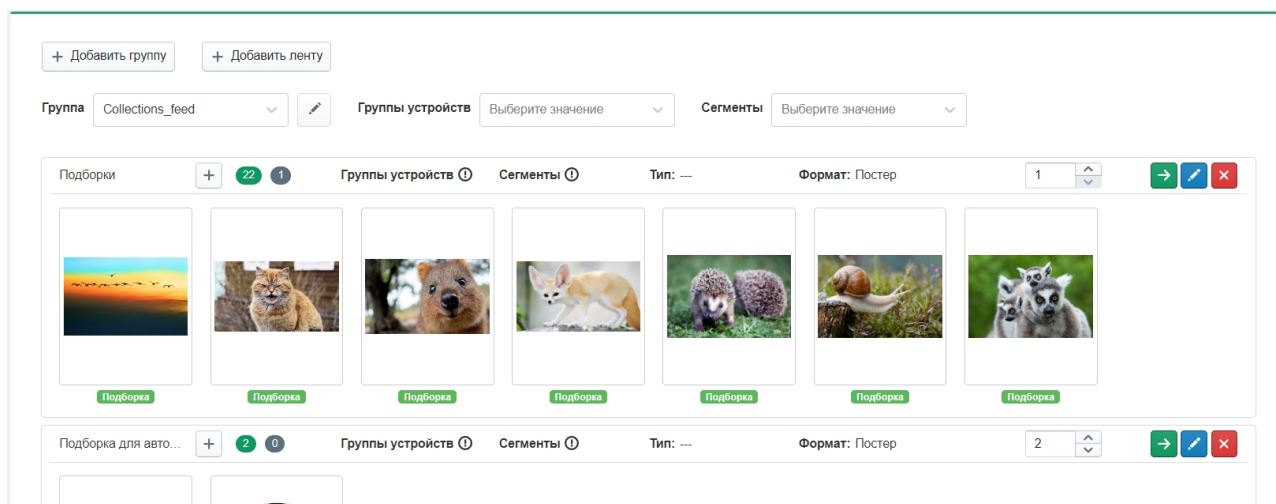 + Добавить группу + Добавить ленту
Группа Collections_feed Группы устройств Выберите значение Сегменты Выберите значение
Подборки + 22 1 Группы устройств Сегменты Тип: --- Формат: Постер 1
Подборка Подборка Подборка Подборка Подборка Подборка Подборка
Подборка для авто... + 2 0 Группы устройств Сегменты Тип: --- Формат: Постер 2